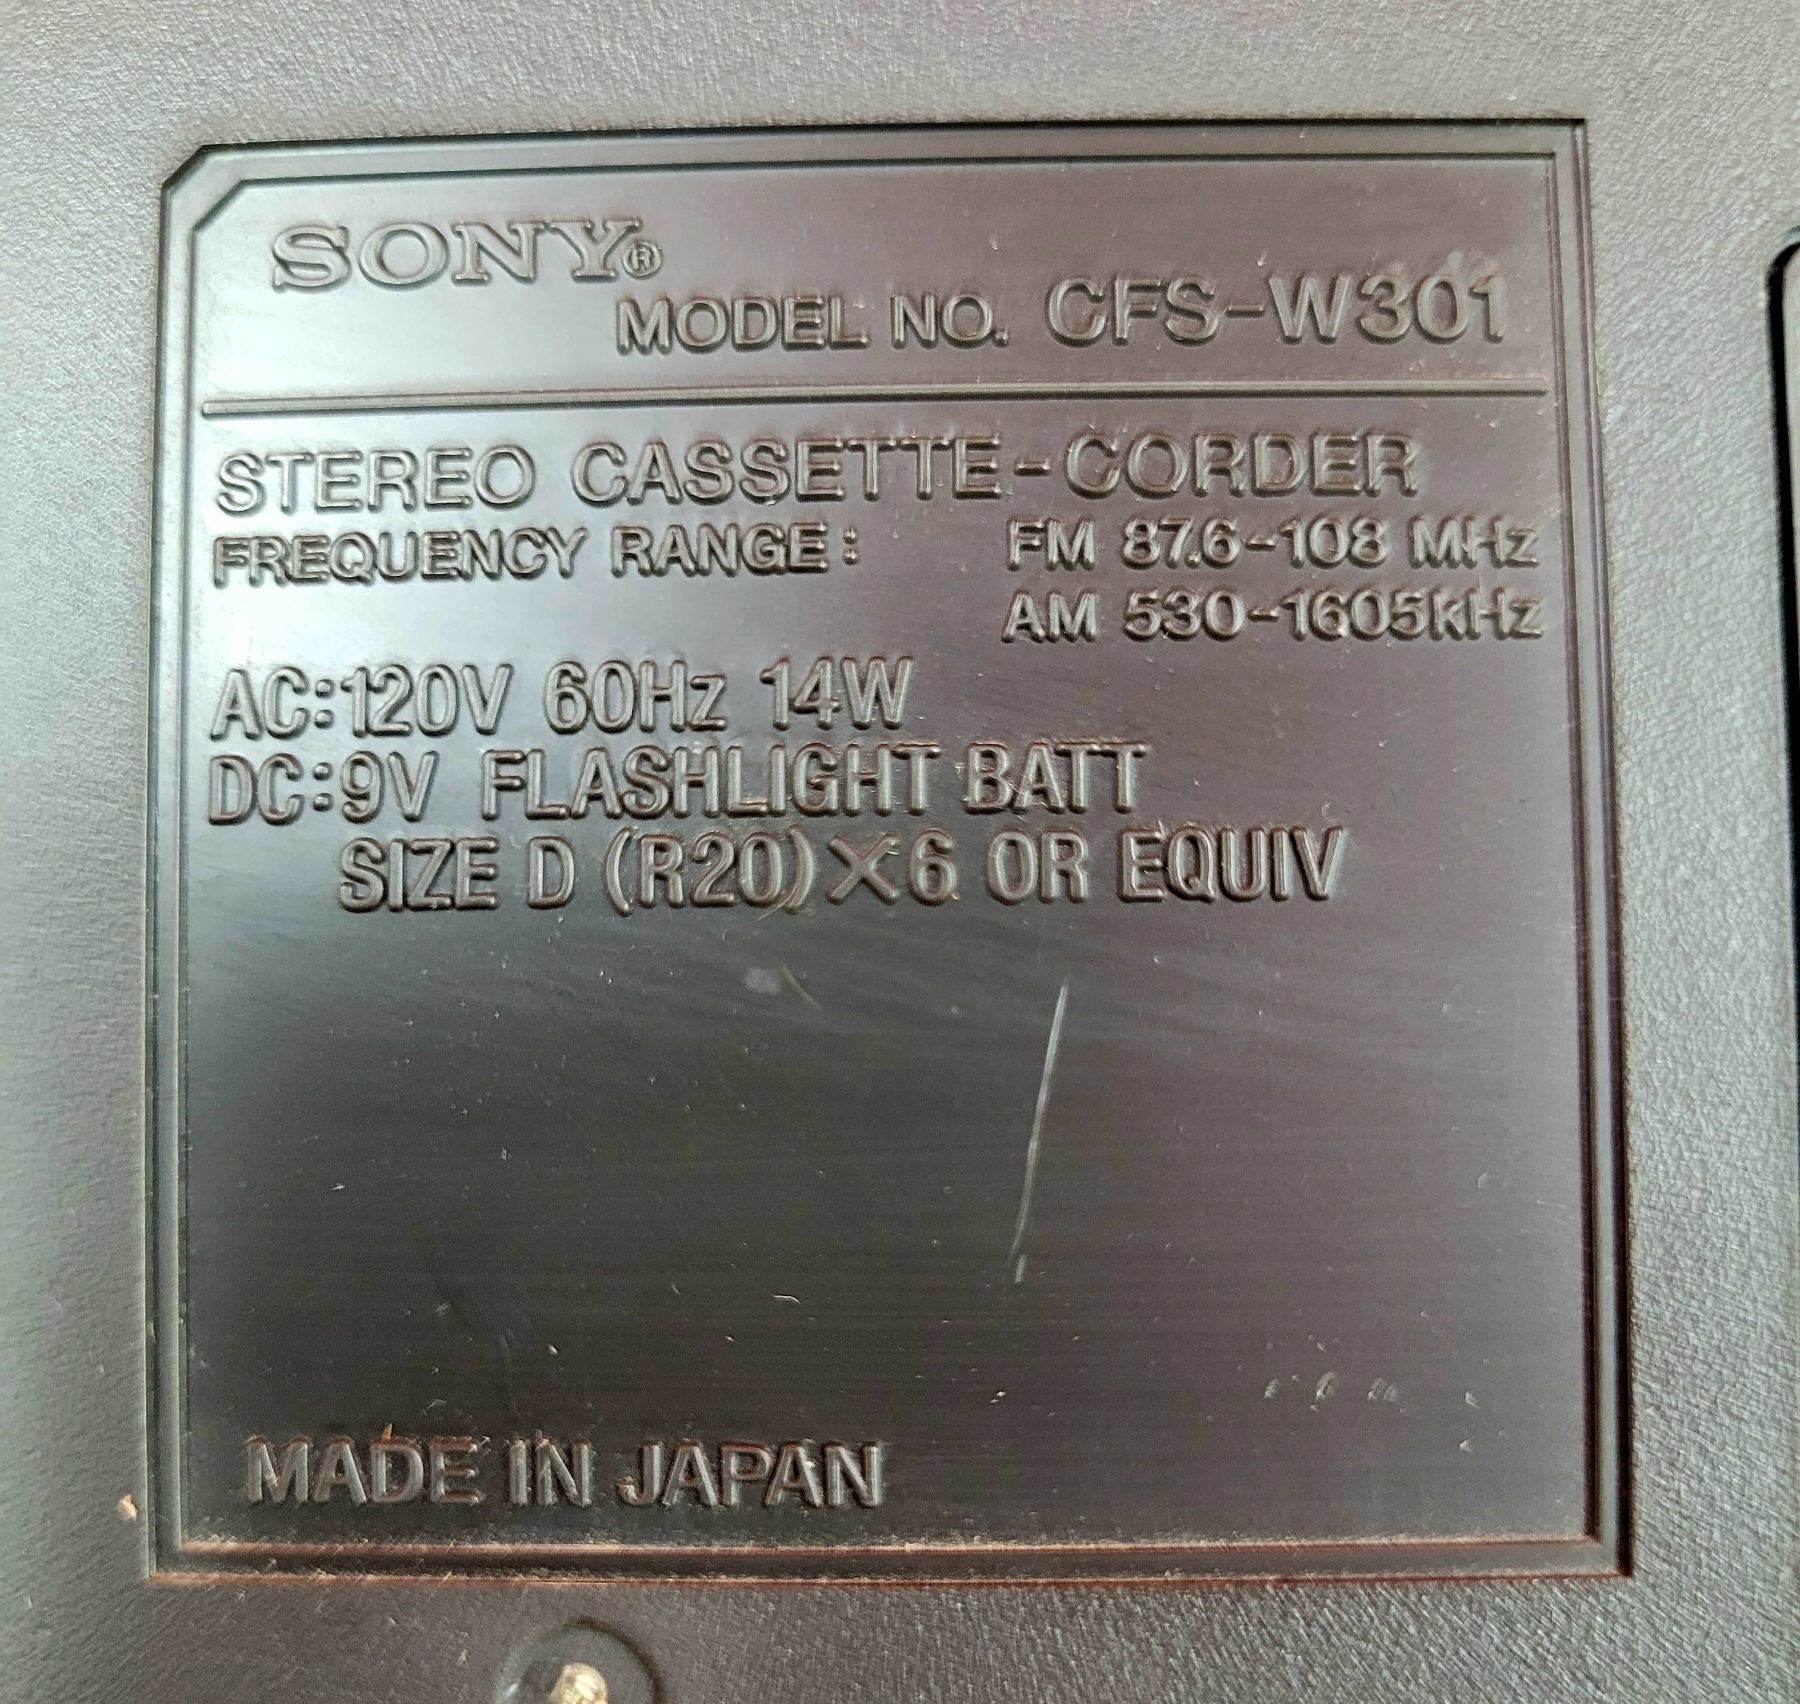 SONY®
MODEL NO. CFS-W301
STEREO CASSETTE-CORDER
FREQUENCY RANGE: FM 87.6-108 MHz
AM 530-1605kHz
AC:120V 60Hz 14W
DC:9V FLASHLIGHT BATT
SIZE D (R20)×6 OR EQUIV
MADE IN JAPAN